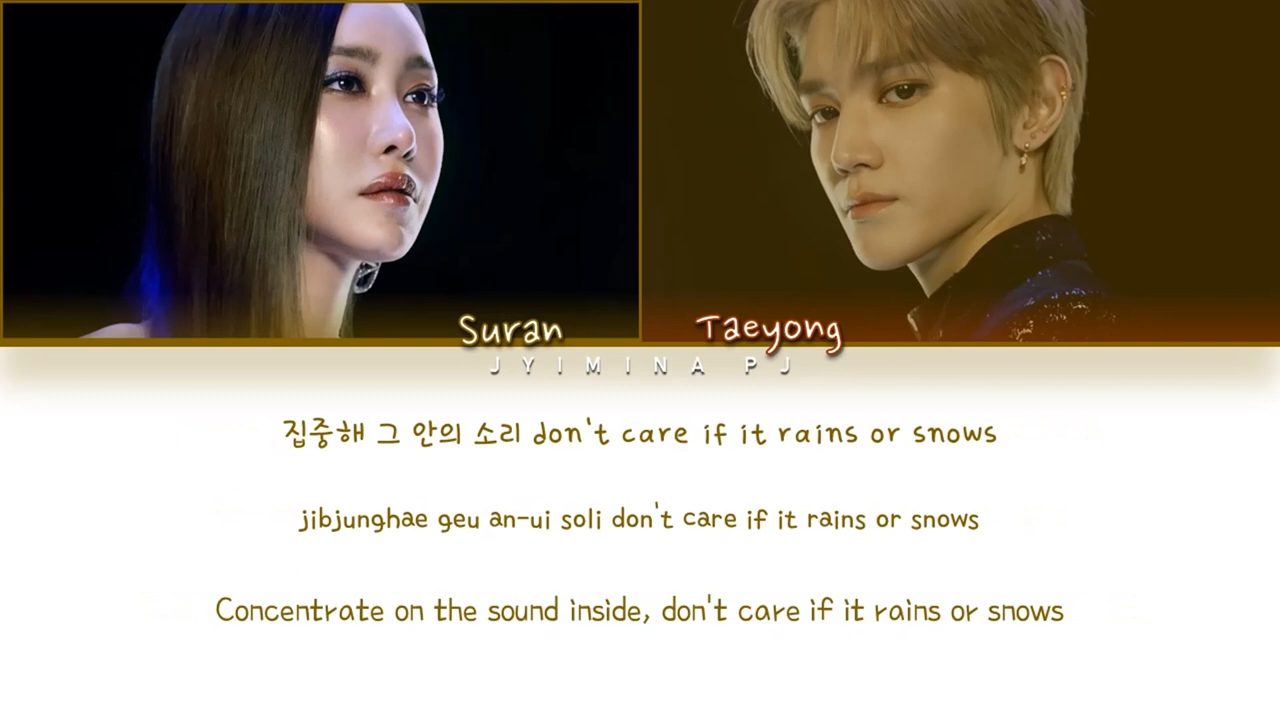 Suran Taeyong
JYIMINA PJ
집중해 그 안의 소리 don't care if it rains or snows
jibjunghae geu an-ui soli don't care if it rains or snows
Concentrate on the sound inside, don't care if it rains or snows